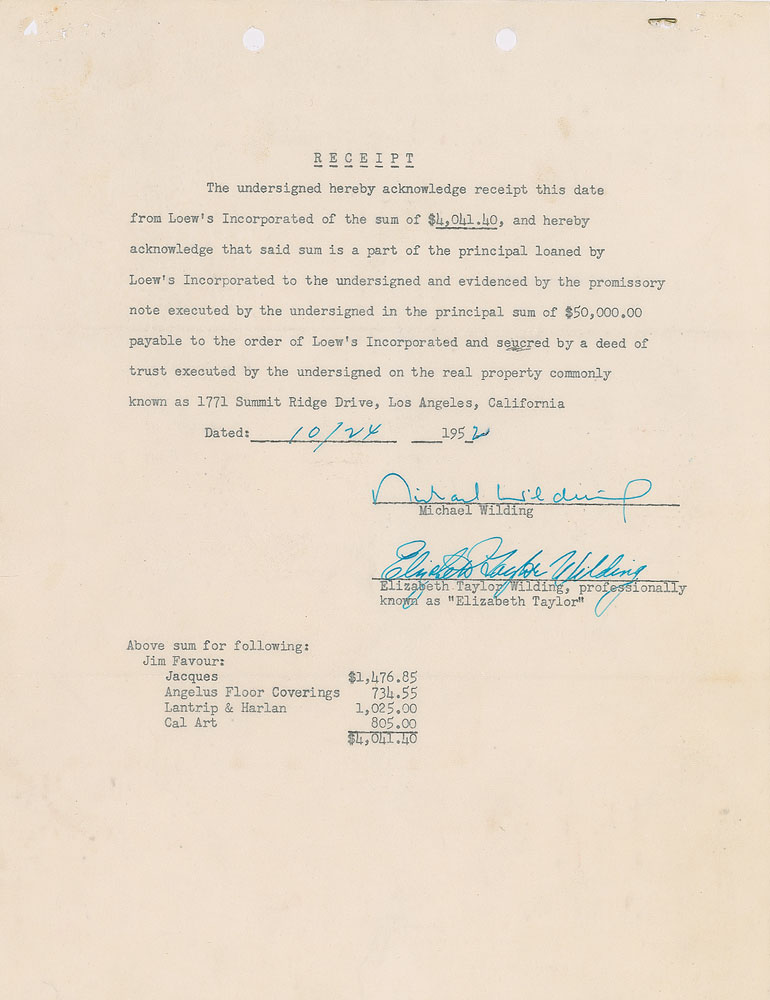 RECEIPT
The undersigned hereby acknowledge receipt this date
from Loew's Incorporated of the sum of $4,041.40, and hereby
acknowledge that said sum is a part of the principal loaned by
Loew's Incorporated to the undersigned and evidenced by the promissory
note executed by the undersigned in the principal sum of $50,000.00
payable to the order of Loew's Incorporated and seucred by a deed of
trust executed by the undersigned on the real property commonly
known as 1771 Summit Ridge Drive, Los Angeles, California
Dated: 10/24 1952
Michael Wilding
Michael Wilding
Elizabeth Taylor Wilding
Elizabeth Taylor Wilding, professionally
known as "Elizabeth Taylor"
Above sum for following:
Jim Favour:
Jacques $1,476.85
Angelus Floor Coverings 734.55
Lantrip & Harlan 1,025.00
Cal Art 805.00
$4,041.40